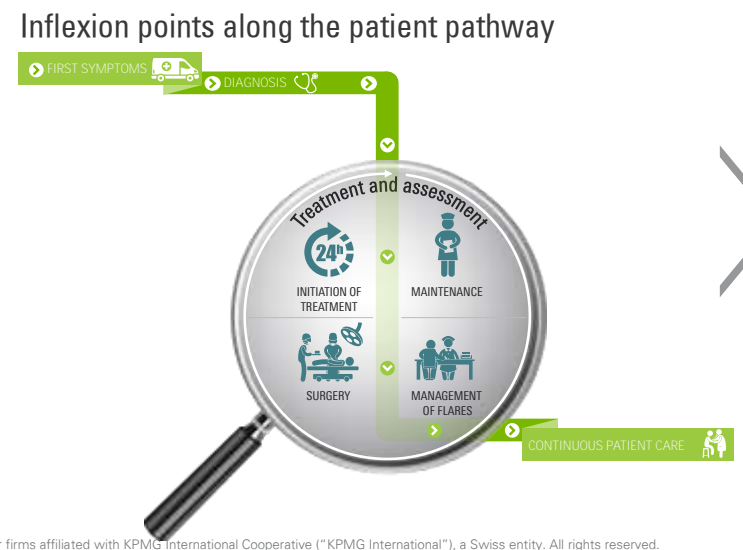 Inflexion points along the patient pathway
FIRST SYMPTOMS
DIAGNOSIS
Treatment and assessment
24h
INITIATION OF
TREATMENT
MAINTENANCE
SURGERY
MANAGEMENT
OF FLARES
CONTINUOUS PATIENT CARE
firms affiliated with KPMG International Cooperative ("KPMG International"), a Swiss entity. All rights reserved.